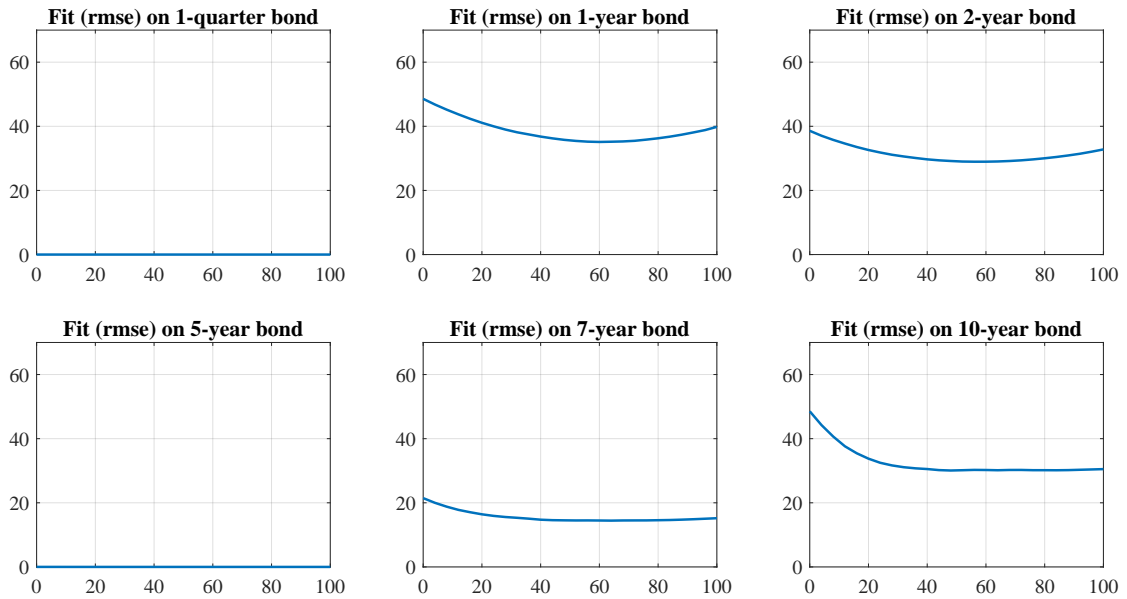 Fit (rmse) on 1-quarter bond
60
40
20
0
0 20 40 60 80 100
Fit (rmse) on 1-year bond
60
40
20
0
0 20 40 60 80 100
Fit (rmse) on 2-year bond
60
40
20
0
0 20 40 60 80 100
Fit (rmse) on 5-year bond
60
40
20
0
0 20 40 60 80 100
Fit (rmse) on 7-year bond
60
40
20
0
0 20 40 60 80 100
Fit (rmse) on 10-year bond
60
40
20
0
0 20 40 60 80 100